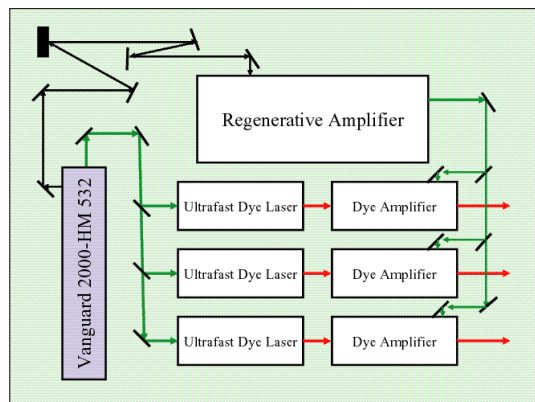 Regenerative Amplifier
Vanguard 2000-HM 532
Ultrafast Dye Laser
Dye Amplifier
Ultrafast Dye Laser
Dye Amplifier
Ultrafast Dye Laser
Dye Amplifier